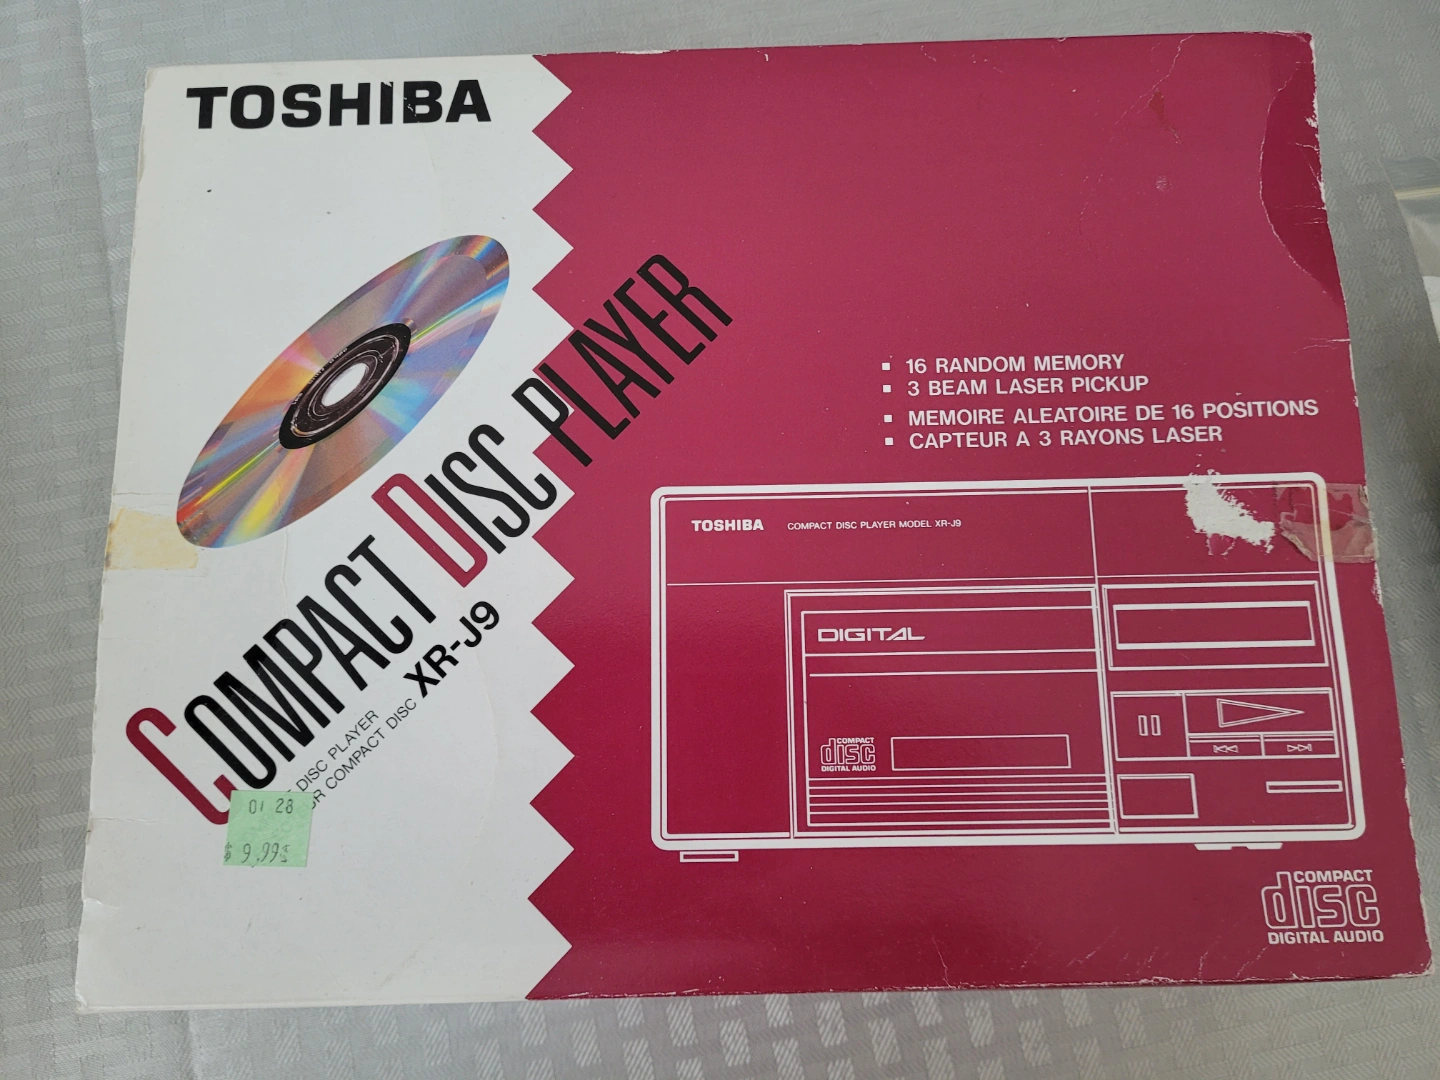 TOSHIBA
COMPACT DISC PLAYER
DISC PLAYER
COMPACT DISC XR-J9
01 28
$ 9.99
16 RANDOM MEMORY
3 BEAM LASER PICKUP
MEMOIRE ALEATOIRE DE 16 POSITIONS
CAPTEUR A 3 RAYONS LASER
TOSHIBA COMPACT DISC PLAYER MODEL XR-J9
DIGITAL
COMPACT
disc
DIGITAL AUDIO
COMPACT
disc
DIGITAL AUDIO